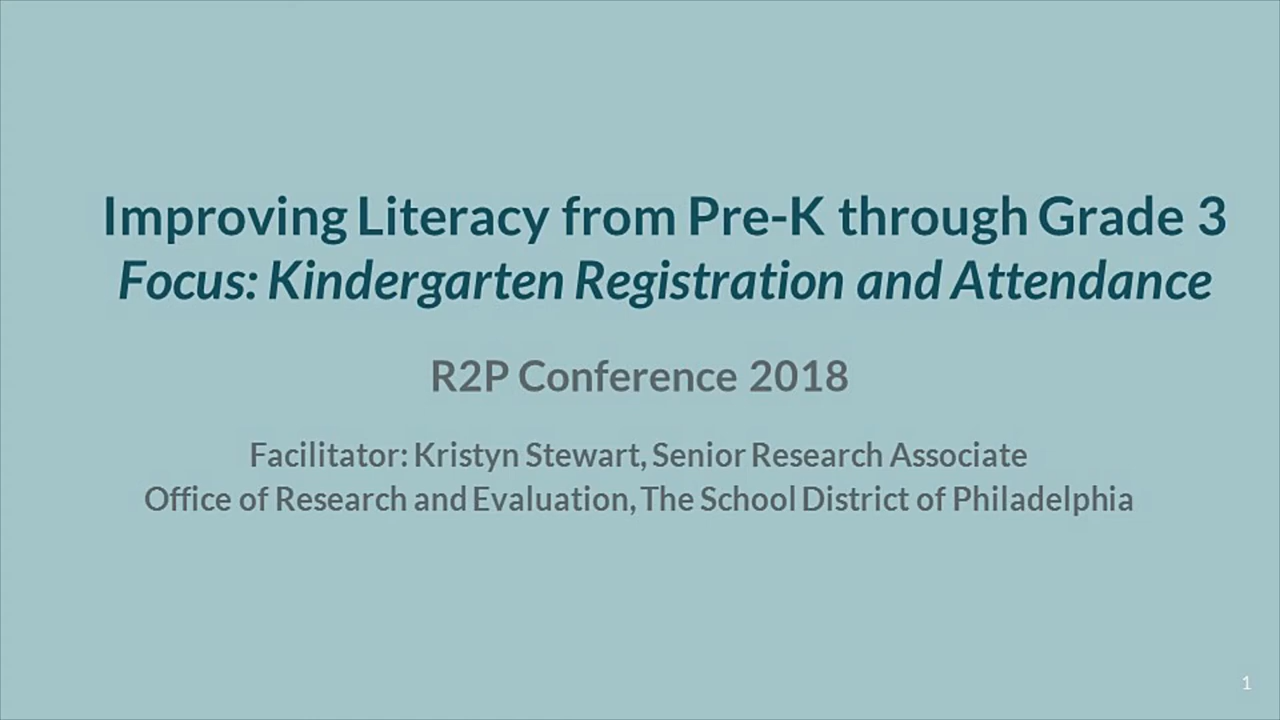 Improving Literacy from Pre-K through Grade 3
Focus: Kindergarten Registration and Attendance
R2P Conference 2018
Facilitator: Kristyn Stewart, Senior Research Associate
Office of Research and Evaluation, The School District of Philadelphia
1